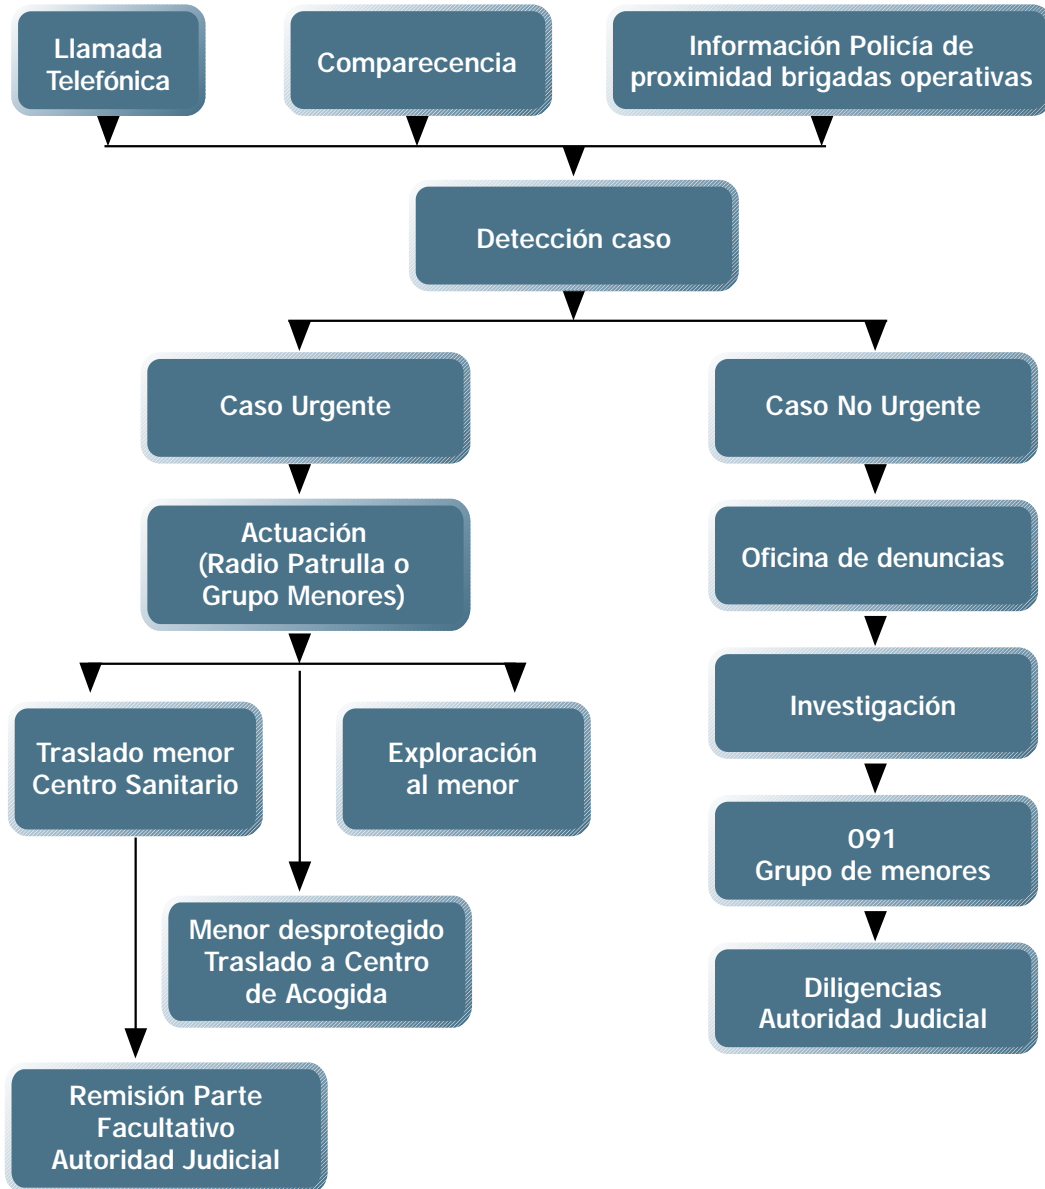 Llamada
Telefónica
Comparecencia
Información Policía de
proximidad brigadas operativas
Detección caso
Caso Urgente
Caso No Urgente
Actuación
(Radio Patrulla o
Grupo Menores)
Oficina de denuncias
Investigación
Traslado menor
Centro Sanitario
Exploración
al menor
091
Grupo de menores
Menor desprotegido
Traslado a Centro
de Acogida
Diligencias
Autoridad Judicial
Remisión Parte
Facultativo
Autoridad Judicial